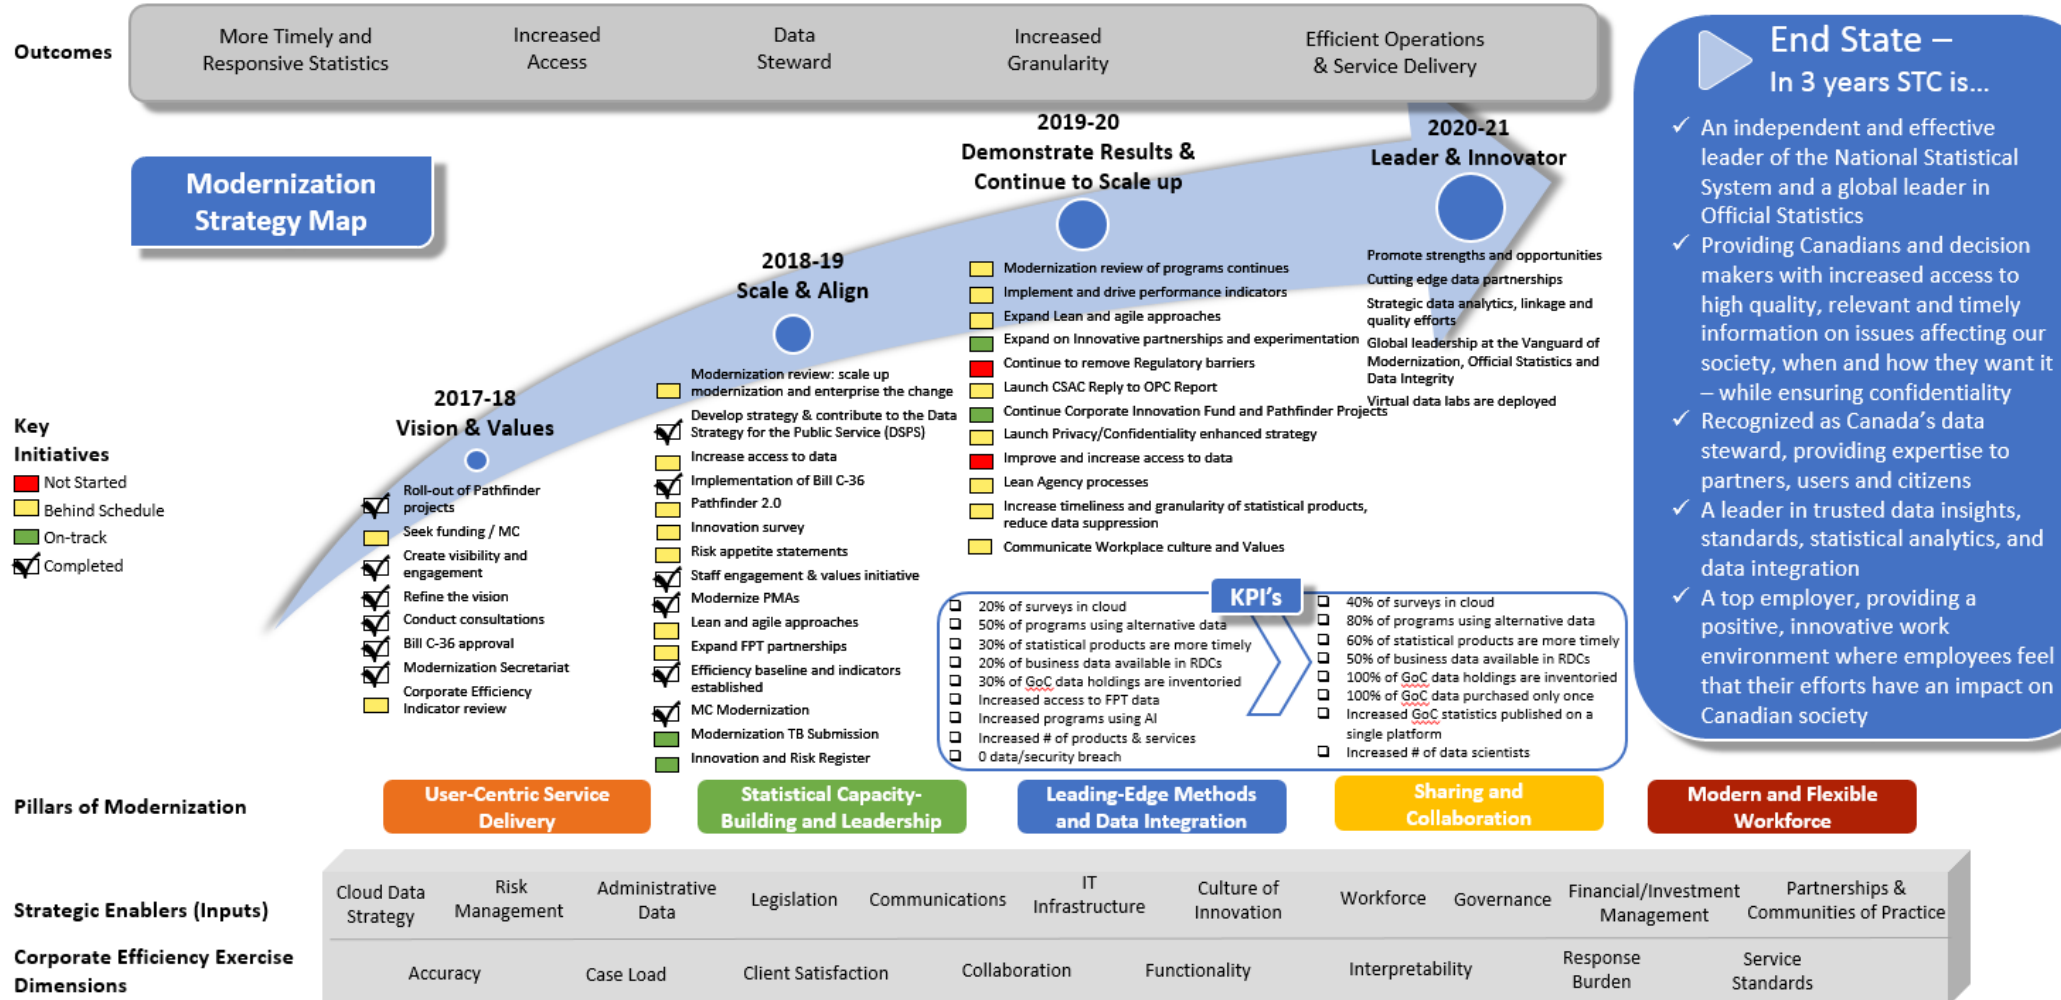 Outcomes
More Timely and
Responsive Statistics
Increased
Access
Data
Steward
Increased
Granularity
Efficient Operations
& Service Delivery
Modernization
Strategy Map
Key
Initiatives
Not Started
Behind Schedule
On-track
Completed
2017-18
Vision & Values
Roll-out of Pathfinder
projects
Seek funding / MC
Create visibility and
engagement
Refine the vision
Conduct consultations
Bill C-36 approval
Modernization Secretariat
Corporate Efficiency
Indicator review
2018-19
Scale & Align
Modernization review: scale up
modernization and enterprise the change
Develop strategy & contribute to the Data
Strategy for the Public Service (DSPS)
Increase access to data
Implementation of Bill C-36
Pathfinder 2.0
Innovation survey
Risk appetite statements
Staff engagement & values initiative
Modernize PMAs
Lean and agile approaches
Expand FPT partnerships
Efficiency baseline and indicators
established
MC Modernization
Modernization TB Submission
Innovation and Risk Register
2019-20
Demonstrate Results &
Continue to Scale up
Modernization review of programs continues
Implement and drive performance indicators
Expand Lean and agile approaches
Expand on Innovative partnerships and experimentation
Continue to remove Regulatory barriers
Launch CSAC Reply to OPC Report
Continue Corporate Innovation Fund and Pathfinder Projects
Launch Privacy/Confidentiality enhanced strategy
Improve and increase access to data
Lean Agency processes
Increase timeliness and granularity of statistical products,
reduce data suppression
Communicate Workplace culture and Values
2020-21
Leader & Innovator
Promote strengths and opportunities
Cutting edge data partnerships
Strategic data analytics, linkage and
quality efforts
Global leadership at the Vanguard of
Modernization, Official Statistics and
Data Integrity
Virtual data labs are deployed
KPI's
20% of surveys in cloud
50% of programs using alternative data
30% of statistical products are more timely
20% of business data available in RDCs
30% of GoC data holdings are inventoried
Increased access to FPT data
Increased programs using AI
Increased # of products & services
0 data/security breach
40% of surveys in cloud
80% of programs using alternative data
60% of statistical products are more timely
50% of business data available in RDCs
100% of GoC data holdings are inventoried
100% of GoC data purchased only once
Increased GoC statistics published on a
single platform
Increased # of data scientists
End State –
In 3 years STC is...
✓ An independent and effective
leader of the National Statistical
System and a global leader in
Official Statistics
✓ Providing Canadians and decision
makers with increased access to
high quality, relevant and timely
information on issues affecting our
society, when and how they want it
– while ensuring confidentiality
✓ Recognized as Canada's data
steward, providing expertise to
partners, users and citizens
✓ A leader in trusted data insights,
standards, statistical analytics, and
data integration
✓ A top employer, providing a
positive, innovative work
environment where employees feel
that their efforts have an impact on
Canadian society
Pillars of Modernization
User-Centric Service
Delivery
Statistical Capacity-
Building and Leadership
Leading-Edge Methods
and Data Integration
Sharing and
Collaboration
Modern and Flexible
Workforce
Strategic Enablers (Inputs)
Cloud Data
Strategy
Risk
Management
Administrative
Data
Legislation
Communications
IT
Infrastructure
Culture of
Innovation
Workforce
Governance
Financial/Investment
Management
Partnerships &
Communities of Practice
Corporate Efficiency Exercise
Dimensions
Accuracy
Case Load
Client Satisfaction
Collaboration
Functionality
Interpretability
Response
Burden
Service
Standards